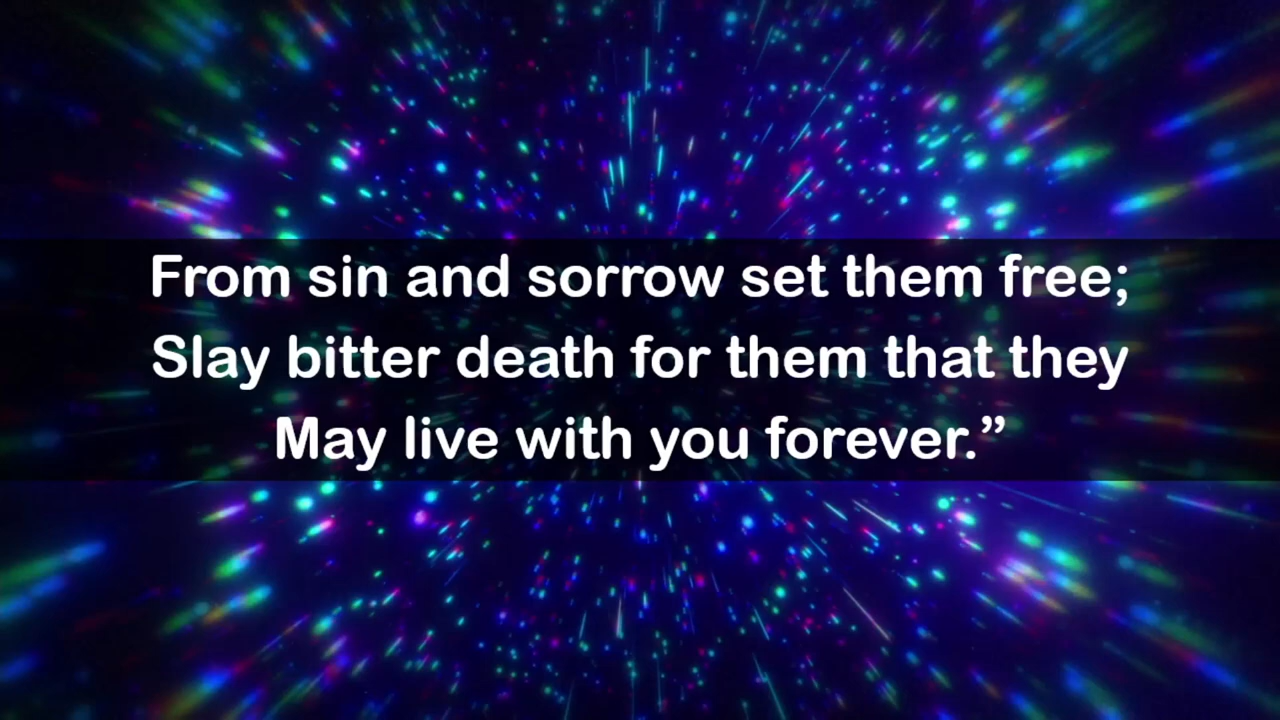 From sin and sorrow set them free;
Slay bitter death for them that they
May live with you forever.”